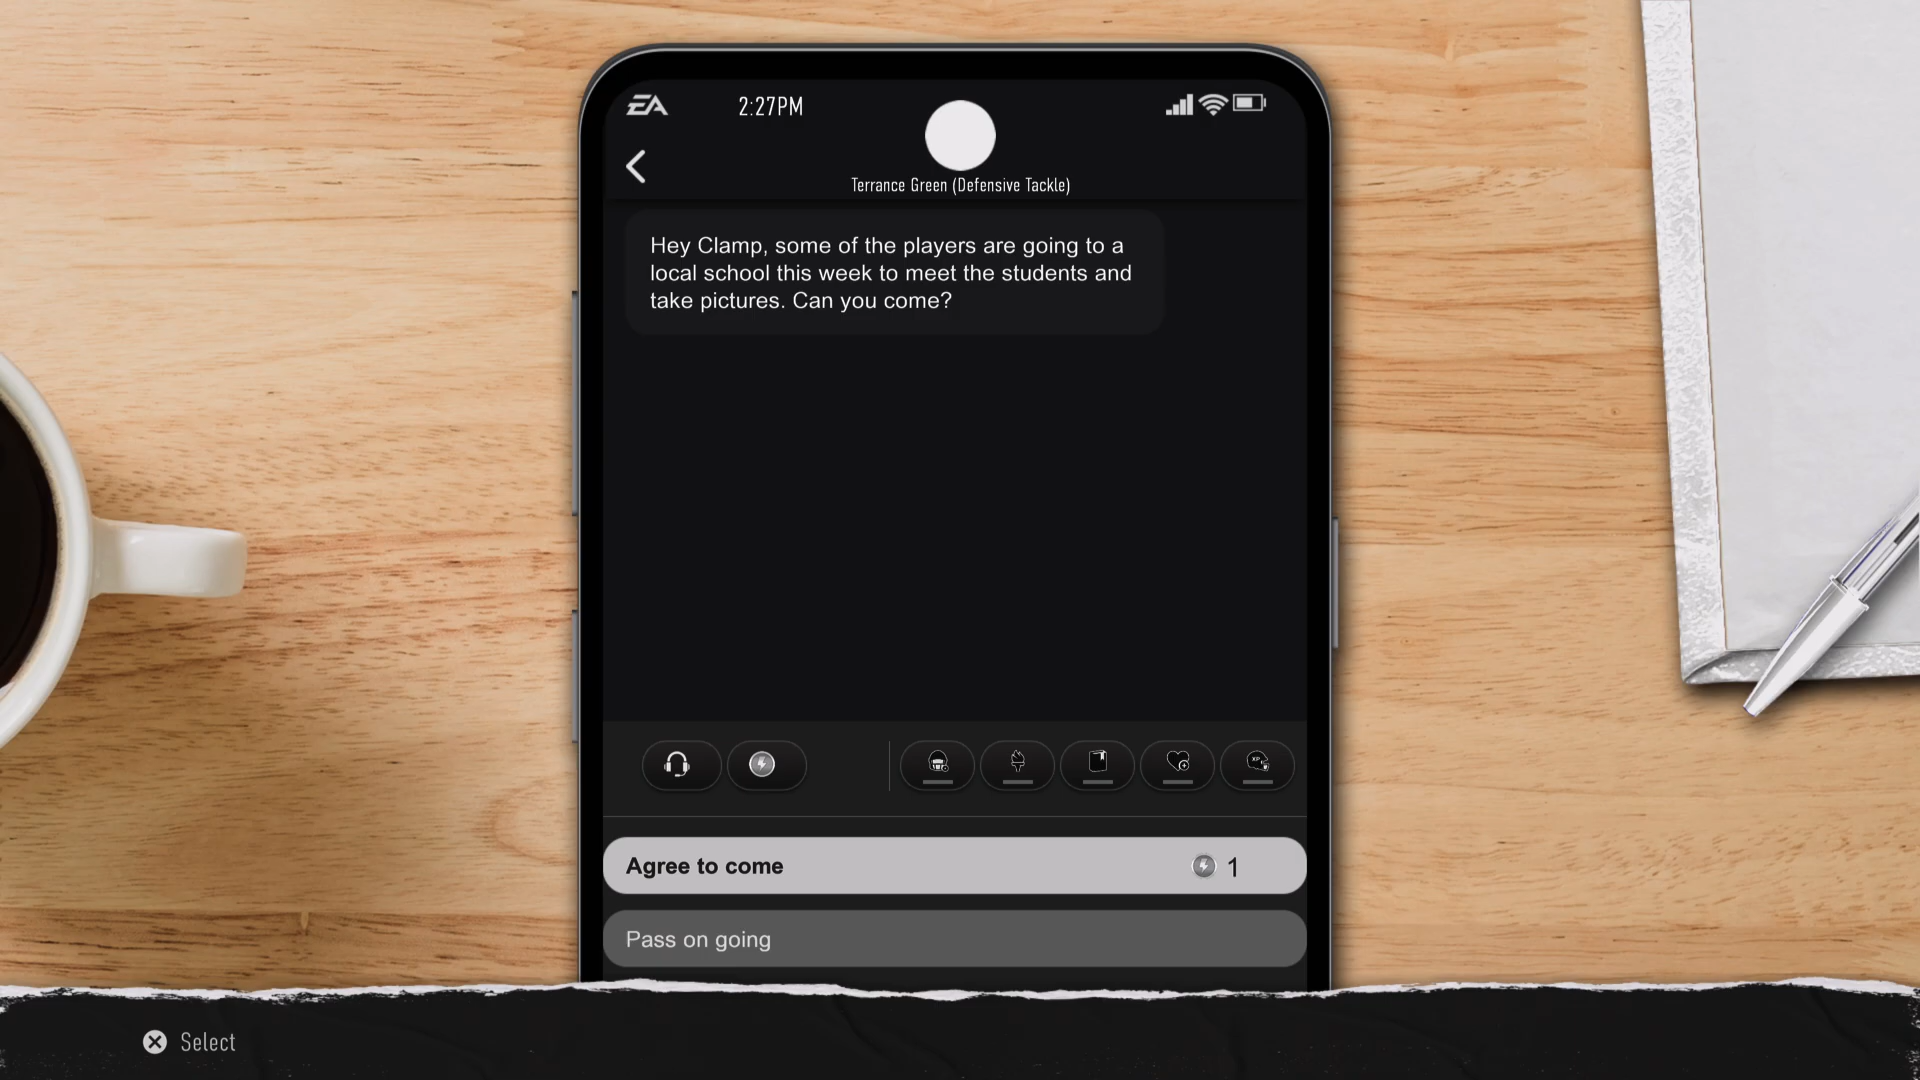 EA
2:27PM
Terrance Green (Defensive Tackle)
Hey Clamp, some of the players are going to a
local school this week to meet the students and
take pictures. Can you come?
XP
Agree to come 1
Pass on going
Select